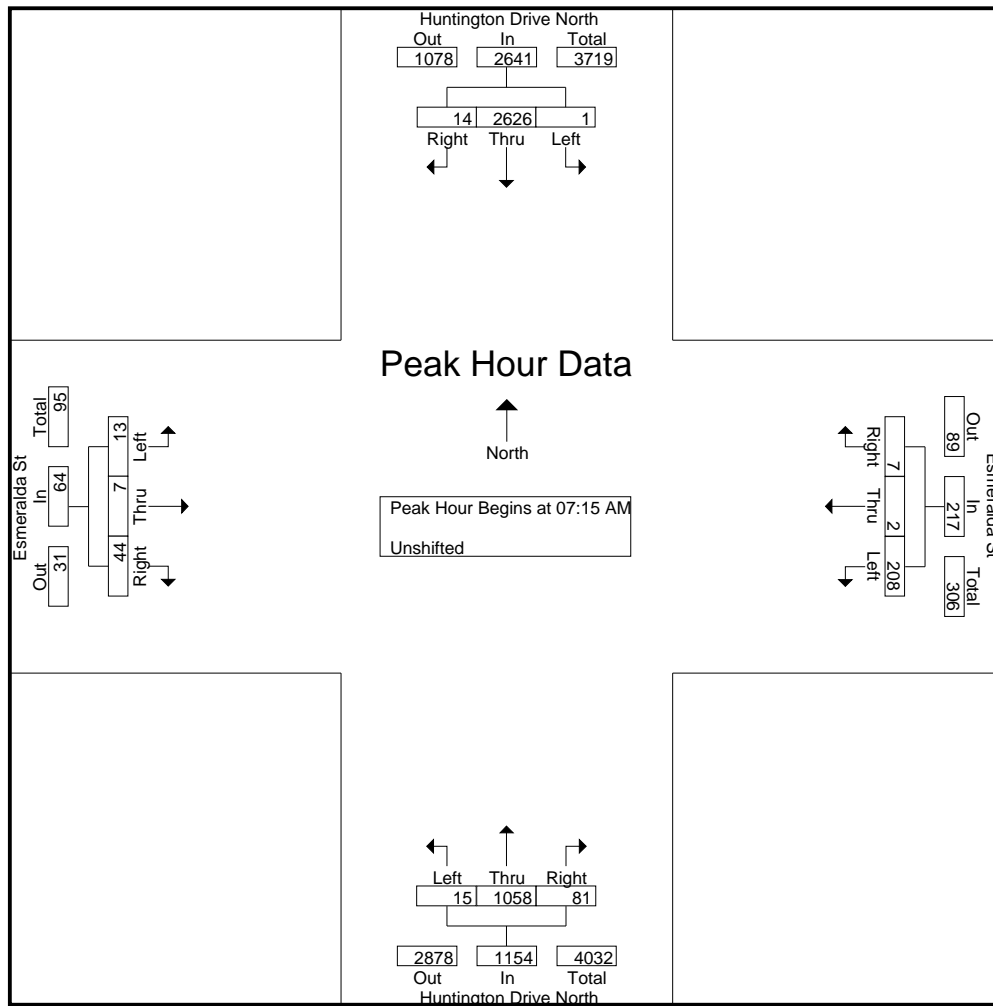 Huntington Drive North
Out In Total
1078 2641 3719
14 2626 1
Right Thru Left
Peak Hour Data
North
Peak Hour Begins at 07:15 AM
Unshifted
Esmeralda St
Out In Total
31 64 95
44 7 13
Right Thru Left
Esmeralda St
Out In Total
89 217 306
7 2 208
Right Thru Left
Left Thru Right
15 1058 81
2878 1154 4032
Out In Total
Huntington Drive North